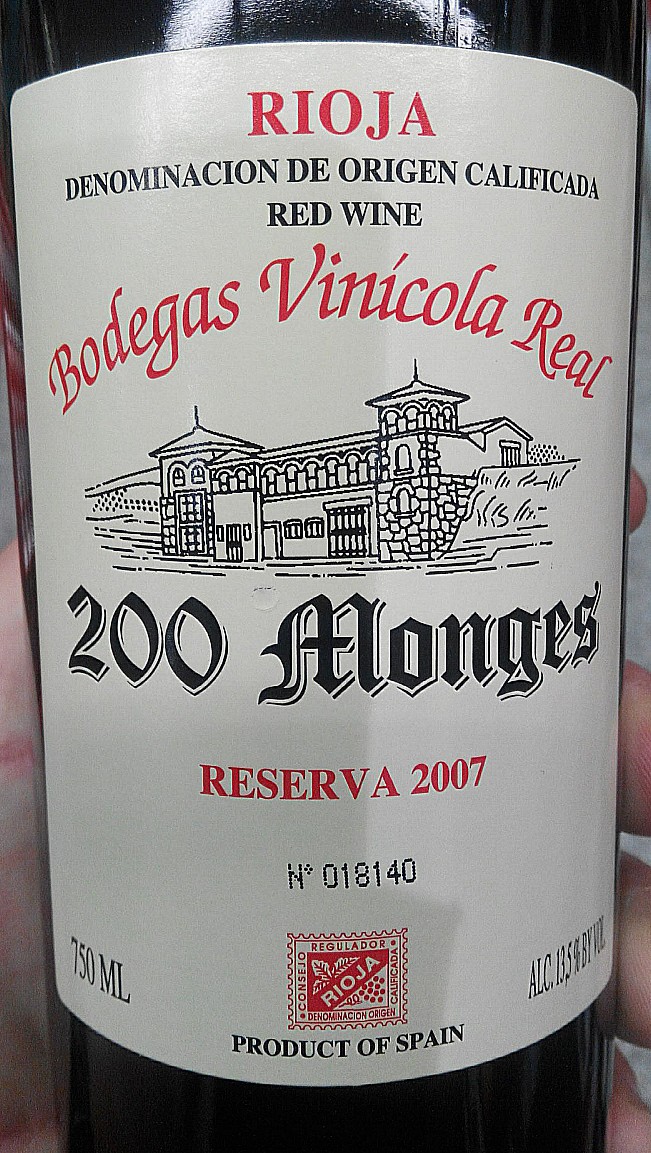 RIOJA
DENOMINACION DE ORIGEN CALIFICADA
RED WINE
Bodegas Vinícola Real
200 Monges
RESERVA 2007
Nº 018140
750 ML
ALC. 13,5 % BY VOL.
CONSEJO REGULADOR CALIFICADA
RIOJA
DENOMINACION ORIGEN
PRODUCT OF SPAIN